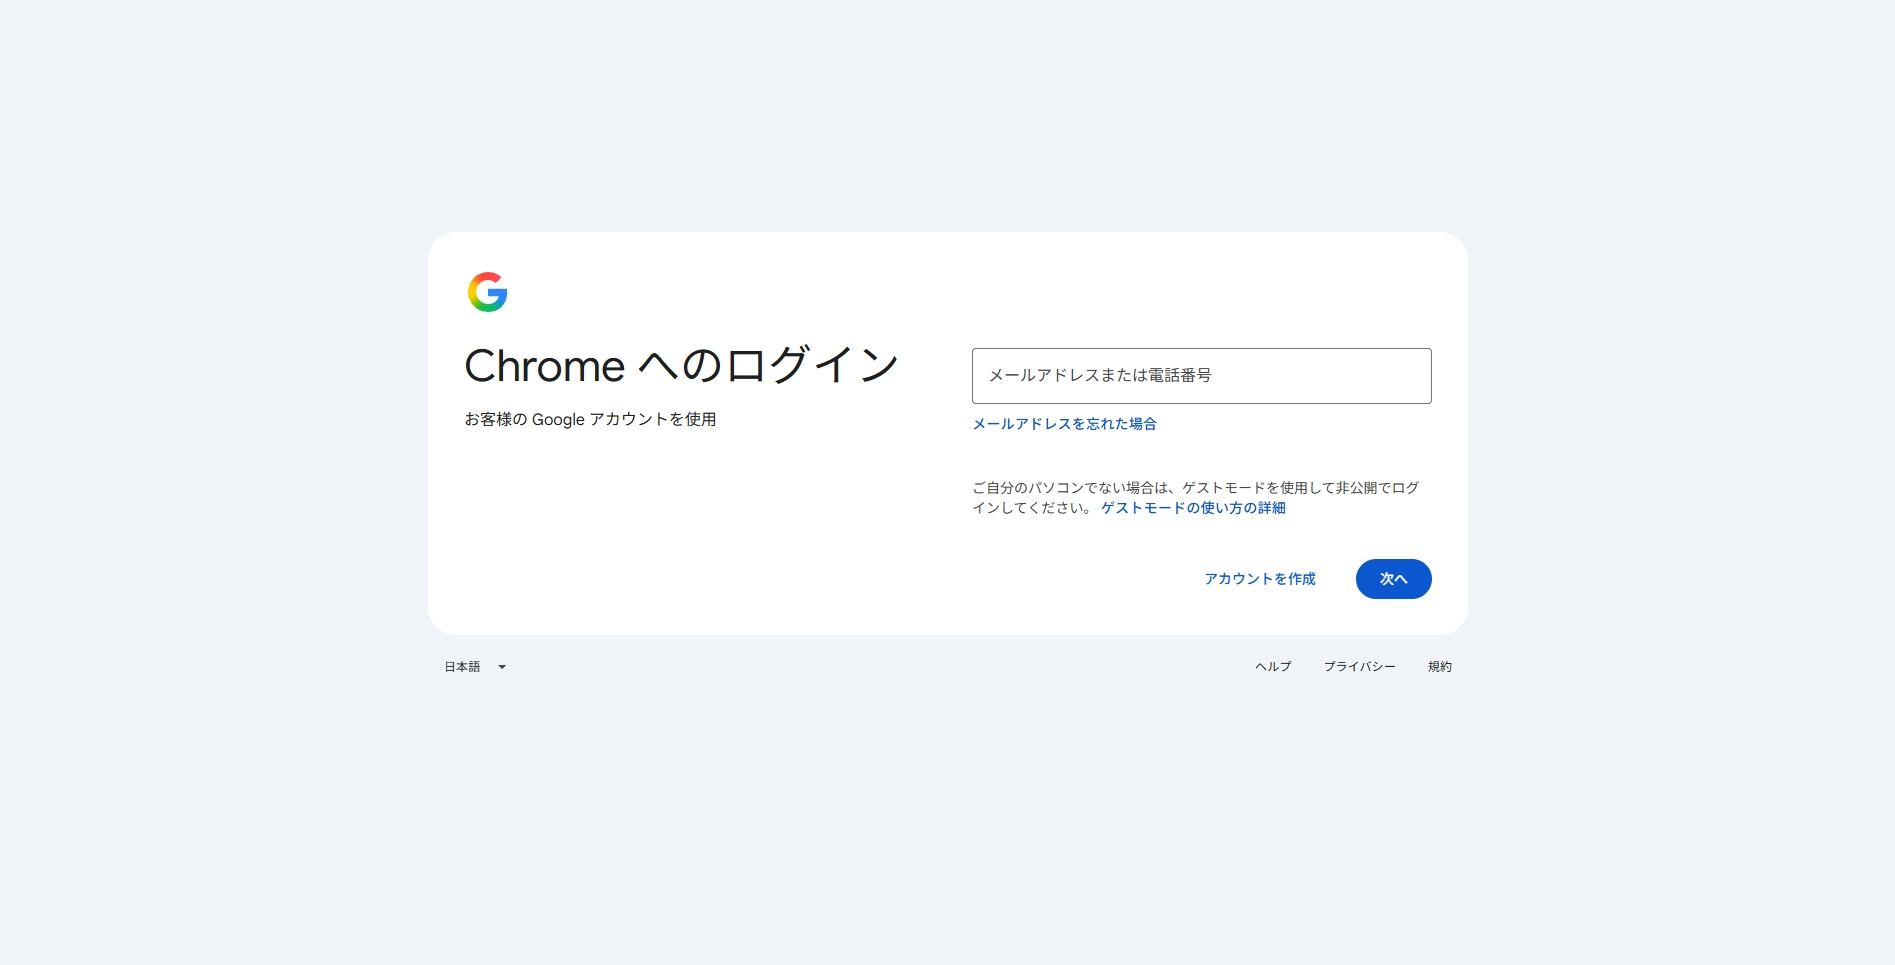 Chrome へのログイン
お客様の Google アカウントを使用
メールアドレスまたは電話番号
メールアドレスを忘れた場合
ご自分のパソコンでない場合は、ゲストモードを使用して非公開でログ
インしてください。 ゲストモードの使い方の詳細
アカウントを作成
次へ
日本語
ヘルプ
プライバシー
規約